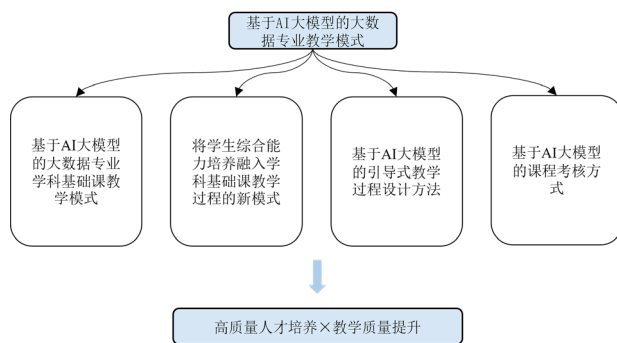 基于AI大模型的大数
据专业教学模式
基于AI大模型
的大数据专业
学科基础课教
学模式
将学生综合能
力培养融入学
科基础课教学
过程的新模式
基于AI大模型
的引导式教学
过程设计方法
基于AI大模型
的课程考核方
式
高质量人才培养×教学质量提升